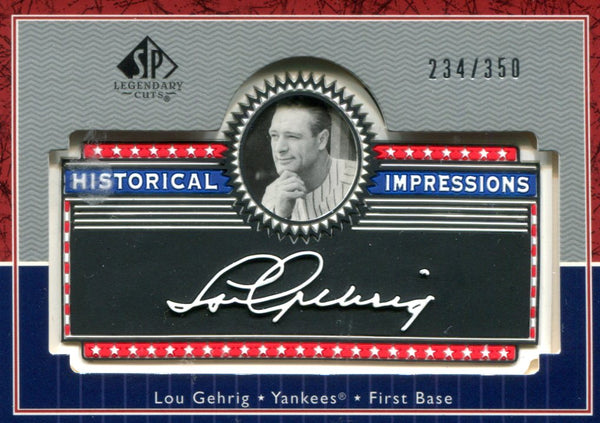 SP
LEGENDARY
CUTS®
234/350
HISTORICAL IMPRESSIONS
Lou Gehrig
Lou Gehrig ★ Yankees® ★ First Base